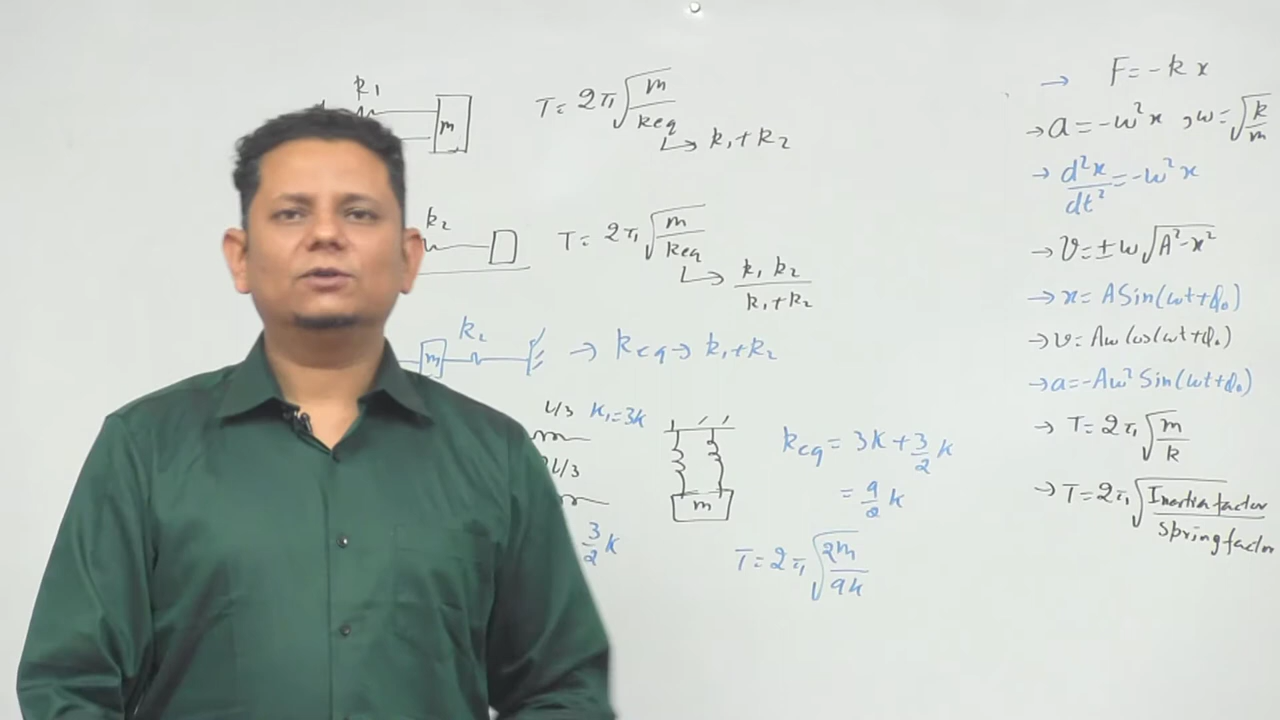 k1
m
T = 2π√(m/keq)
→ k1 + k2
k2
T = 2π√(m/keq)
→ k1 k2 / (k1 + k2)
m k2 → keq → k1 + k2
L/3 K1 = 3K
2L/3
3/2 K
m
keq = 3K + 3/2 K
= 9/2 K
T = 2π√(2m/9k)
→ F = -kx
→ a = -ω²x , ω = √(k/m)
→ d²x/dt² = -ω²x
→ v = ±ω√(A² - x²)
→ x = A Sin(ωt + ϕ₀)
→ v = Aω Cos(ωt + ϕ₀)
→ a = -Aω² Sin(ωt + ϕ₀)
→ T = 2π√(m/k)
→ T = 2π√(Inertia factor/Spring factor)